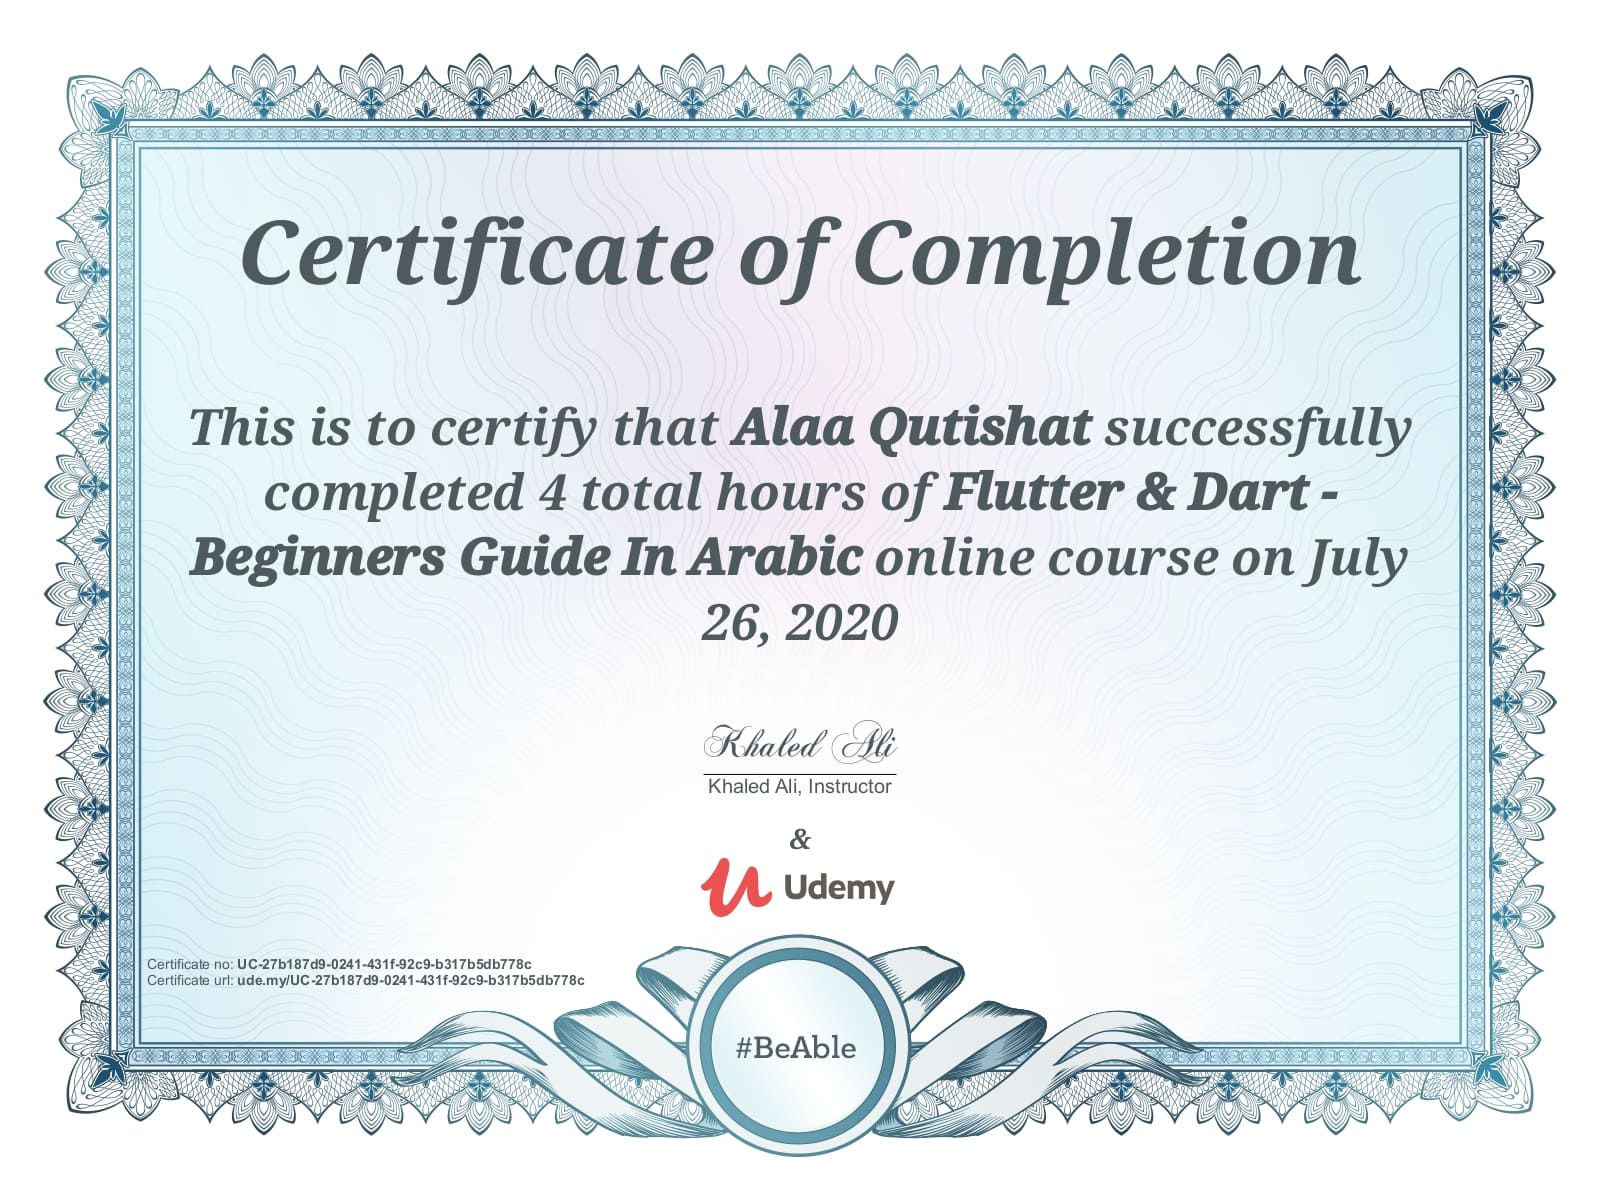 Certificate of Completion
This is to certify that Alaa Qutishat successfully
completed 4 total hours of Flutter & Dart -
Beginners Guide In Arabic online course on July
26, 2020
Khaled Ali
Khaled Ali, Instructor
&
Udemy
Certificate no: UC-27b187d9-0241-431f-92c9-b317b5db778c
Certificate url: ude.my/UC-27b187d9-0241-431f-92c9-b317b5db778c
#BeAble